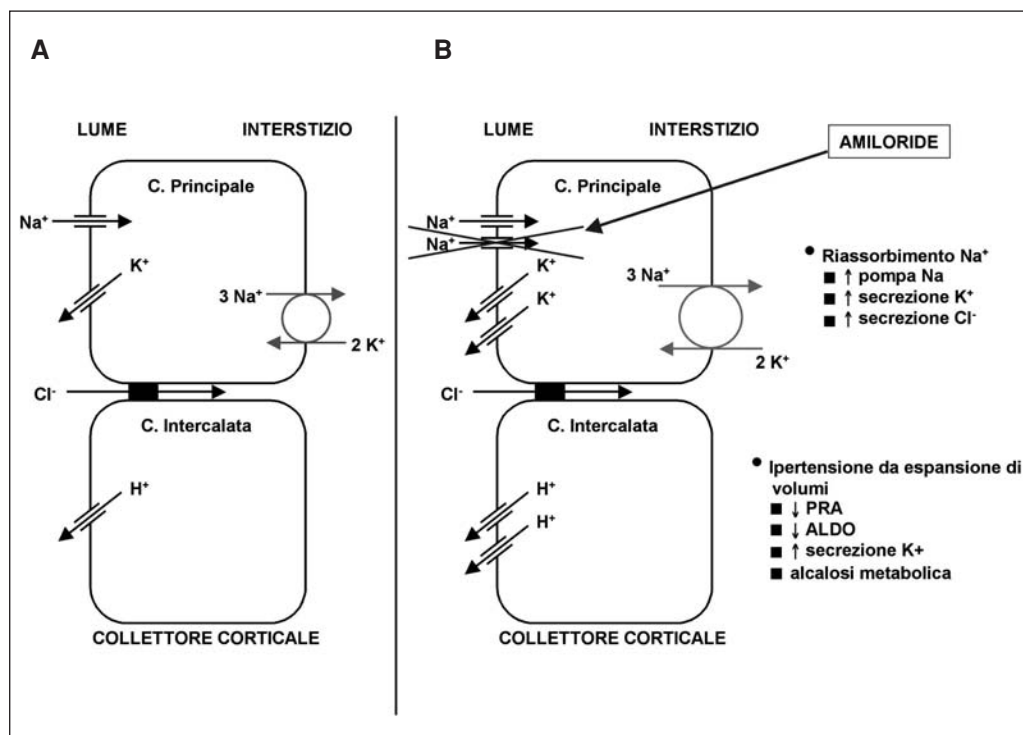 A
LUME INTERSTIZIO
C. Principale
Na⁺
K⁺
3 Na⁺
2 K⁺
Cl⁻
C. Intercalata
H⁺
COLLETTORE CORTICALE
B
LUME INTERSTIZIO
AMILORIDE
C. Principale
Na⁺
Na⁺
K⁺
K⁺
3 Na⁺
2 K⁺
Cl⁻
C. Intercalata
H⁺
H⁺
COLLETTORE CORTICALE
● Riassorbimento Na⁺
■ ↑ pompa Na
■ ↑ secrezione K⁺
■ ↑ secrezione Cl⁻
● Ipertensione da espansione di
volumi
■ ↓ PRA
■ ↓ ALDO
■ ↑ secrezione K+
■ alcalosi metabolica